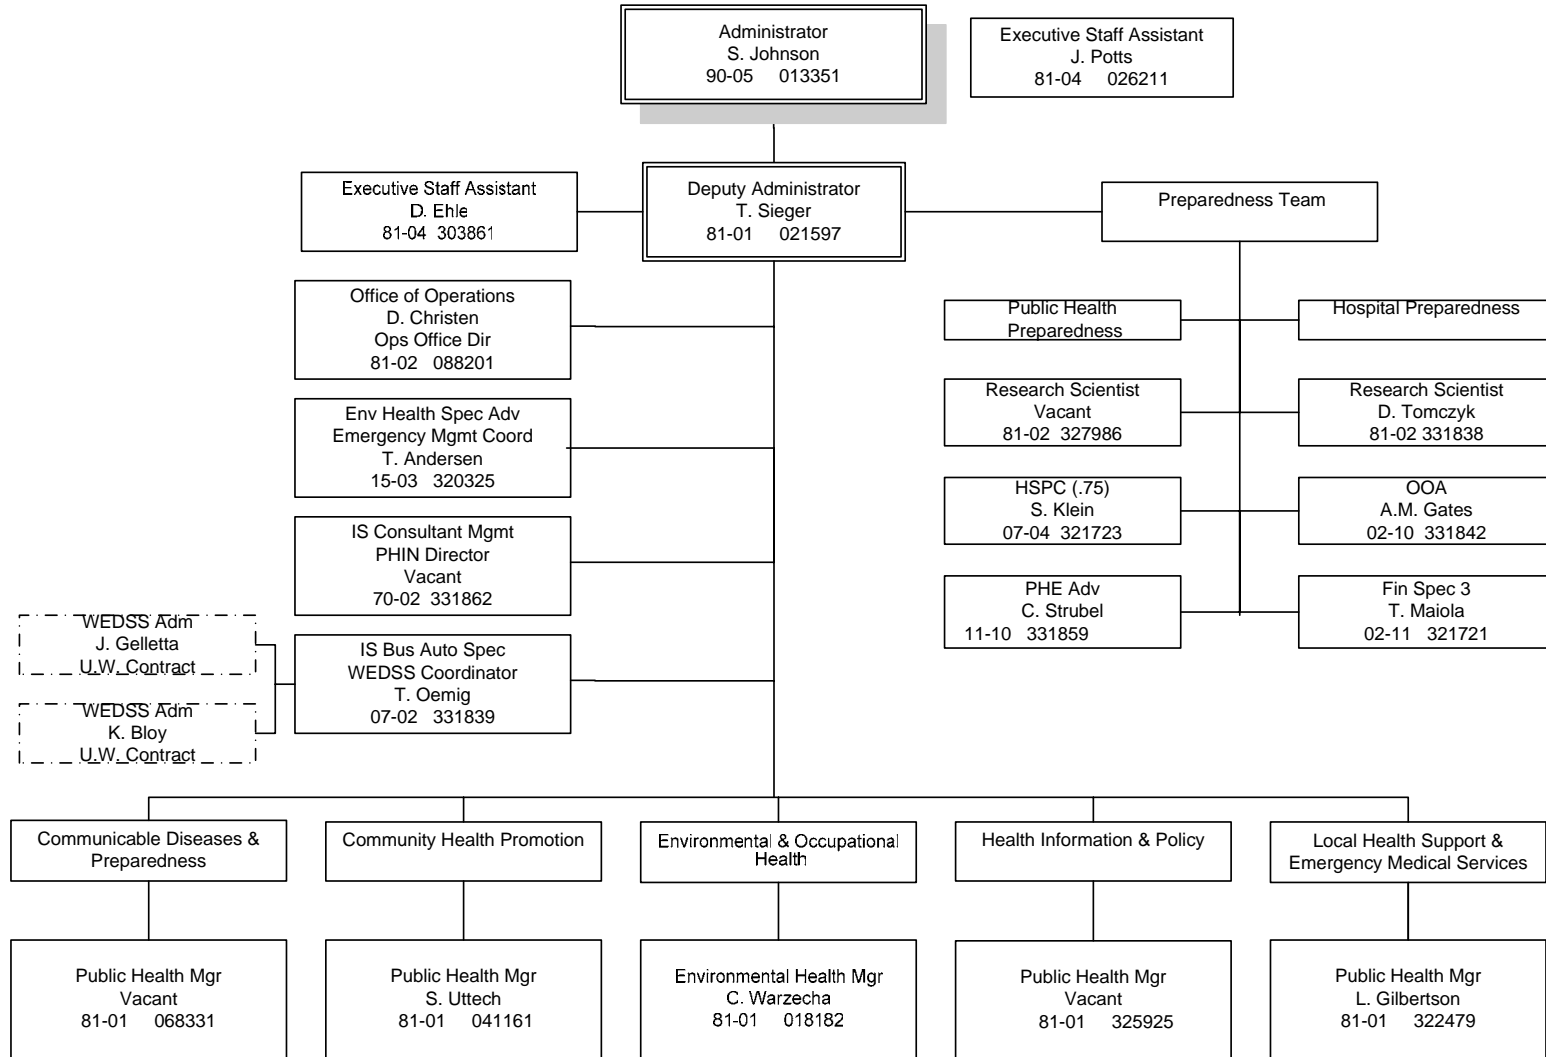 Administrator
S. Johnson
90-05 013351
Executive Staff Assistant
J. Potts
81-04 026211
Executive Staff Assistant
D. Ehle
81-04 303861
Deputy Administrator
T. Sieger
81-01 021597
Preparedness Team
Office of Operations
D. Christen
Ops Office Dir
81-02 088201
Public Health
Preparedness
Hospital Preparedness
Env Health Spec Adv
Emergency Mgmt Coord
T. Andersen
15-03 320325
Research Scientist
Vacant
81-02 327986
Research Scientist
D. Tomczyk
81-02 331838
HSPC (.75)
S. Klein
07-04 321723
OOA
A.M. Gates
02-10 331842
IS Consultant Mgmt
PHIN Director
Vacant
70-02 331862
PHE Adv
C. Strubel
11-10 331859
Fin Spec 3
T. Maiola
02-11 321721
WEDSS Adm
J. Gelletta
U.W. Contract
IS Bus Auto Spec
WEDSS Coordinator
T. Oemig
07-02 331839
WEDSS Adm
K. Bloy
U.W. Contract
Communicable Diseases &
Preparedness
Community Health Promotion
Environmental & Occupational
Health
Health Information & Policy
Local Health Support &
Emergency Medical Services
Public Health Mgr
Vacant
81-01 068331
Public Health Mgr
S. Uttech
81-01 041161
Environmental Health Mgr
C. Warzecha
81-01 018182
Public Health Mgr
Vacant
81-01 325925
Public Health Mgr
L. Gilbertson
81-01 322479